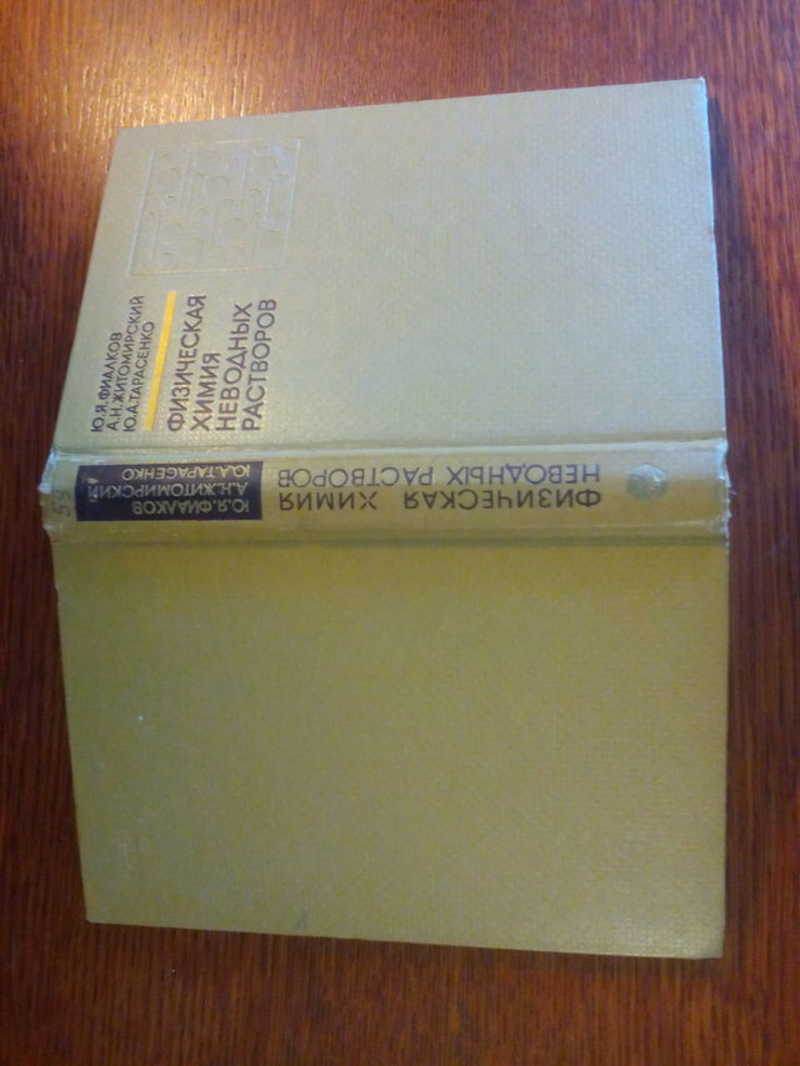 Ю.Я.ФИАЛКОВ
А.Н.ЖИТОМИРСКИЙ
Ю.А.ТАРАСЕНКО
ФИЗИЧЕСКАЯ
ХИМИЯ
НЕВОДНЫХ
РАСТВОРОВ
Ю.Я.ФИАЛКОВ
А.Н.ЖИТОМИРСКИЙ
Ю.А.ТАРАСЕНКО
ФИЗИЧЕСКАЯ ХИМИЯ
НЕВОДНЫХ РАСТВОРОВ